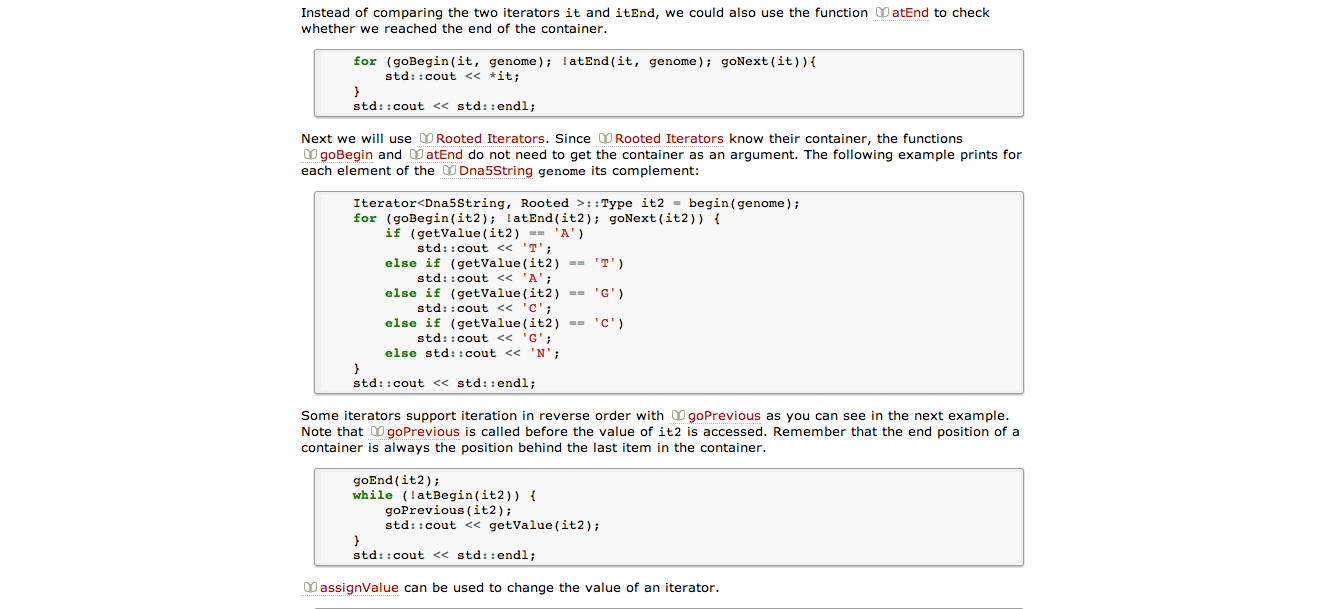 Instead of comparing the two iterators it and itEnd, we could also use the function atEnd to check
whether we reached the end of the container.
for (goBegin(it, genome); !atEnd(it, genome); goNext(it)){
std::cout << *it;
}
std::cout << std::endl;
Next we will use Rooted Iterators. Since Rooted Iterators know their container, the functions
goBegin and atEnd do not need to get the container as an argument. The following example prints for
each element of the Dna5String genome its complement:
Iterator<Dna5String, Rooted >::Type it2 = begin(genome);
for (goBegin(it2); !atEnd(it2); goNext(it2)) {
if (getValue(it2) == 'A')
std::cout << 'T';
else if (getValue(it2) == 'T')
std::cout << 'A';
else if (getValue(it2) == 'G')
std::cout << 'C';
else if (getValue(it2) == 'C')
std::cout << 'G';
else std::cout << 'N';
}
std::cout << std::endl;
Some iterators support iteration in reverse order with goPrevious as you can see in the next example.
Note that goPrevious is called before the value of it2 is accessed. Remember that the end position of a
container is always the position behind the last item in the container.
goEnd(it2);
while (!atBegin(it2)) {
goPrevious(it2);
std::cout << getValue(it2);
}
std::cout << std::endl;
assignValue can be used to change the value of an iterator.